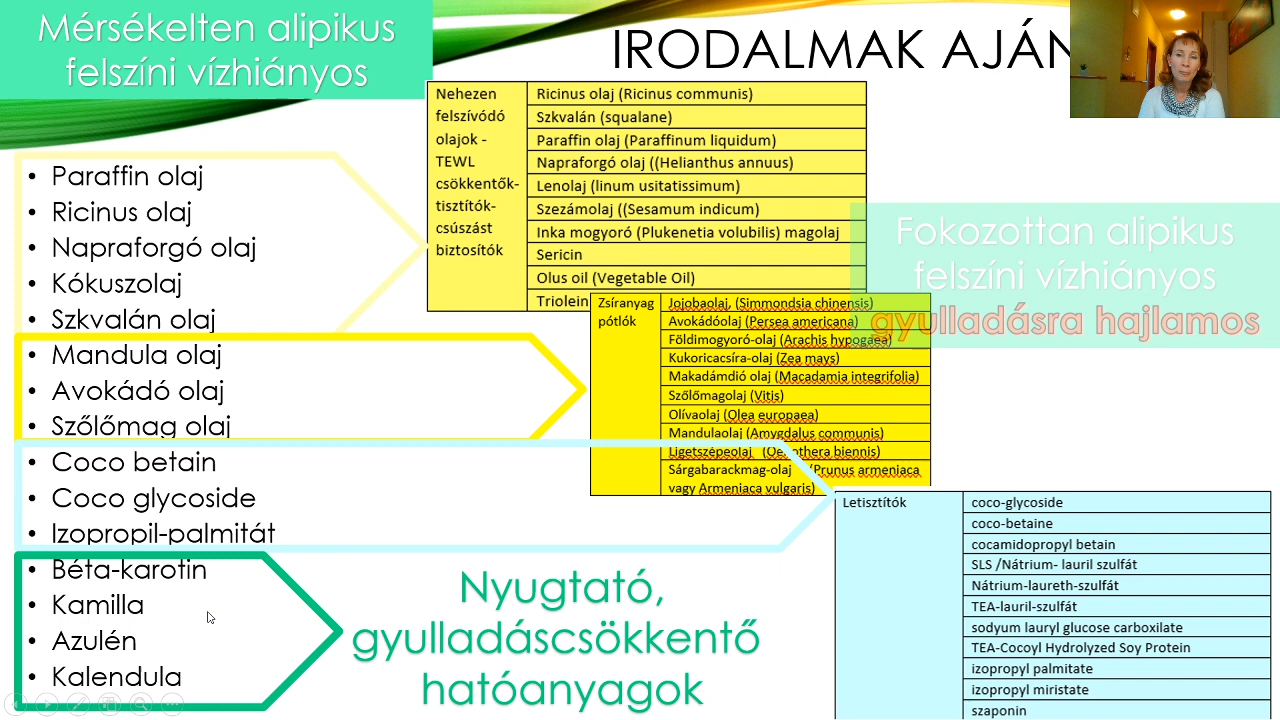 Mérsékelten alipikus
felszíni vízhiányos
IRODALMAK AJÁN
Paraffin olaj
Ricinus olaj
Napraforgó olaj
Kókuszolaj
Szkvalán olaj
Mandula olaj
Avokádó olaj
Szőlőmag olaj
Coco betain
Coco glycoside
Izopropil-palmitát
Béta-karotin
Kamilla
Azulén
Kalendula
Nehezen
felszívódó
olajok -
TEWL
csökkentők-
tisztítók-
csúszást
biztosítók
Ricinus olaj (Ricinus communis)
Szkvalán (squalane)
Paraffin olaj (Paraffinum liquidum)
Napraforgó olaj ((Helianthus annuus)
Lenolaj (linum usitatissimum)
Szezámolaj ((Sesamum indicum)
Inka mogyoró (Plukenetia volubilis) magolaj
Sericin
Olus oil (Vegetable Oil)
Triolein
Zsíranyag
pótlók
Jojobaolaj, (Simmondsia chinensis)
Avokádóolaj (Persea americana)
Földimogyoró-olaj (Arachis hypogaea)
Kukoricacsíra-olaj (Zea mays)
Makadámdió olaj (Macadamia integrifolia)
Szőlőmagolaj (Vitis)
Olívaolaj (Olea europaea)
Mandulaolaj (Amygdalus communis)
Ligetszépeolaj (Oenothera biennis)
Sárgabarackmag-olaj (Prunus armeniaca
vagy Armeniaca vulgaris)
Fokozottan alipikus
felszíni vízhiányos
gyulladásra hajlamos
Letisztítók
coco-glycoside
coco-betaine
cocamidopropyl betain
SLS /Nátrium- lauril szulfát
Nátrium-laureth-szulfát
TEA-lauril-szulfát
sodyum lauryl glucose carboxilate
TEA-Cocoyl Hydrolyzed Soy Protein
izopropyl palmitate
izopropyl miristate
szaponin
Nyugtató,
gyulladáscsökkentő
hatóanyagok